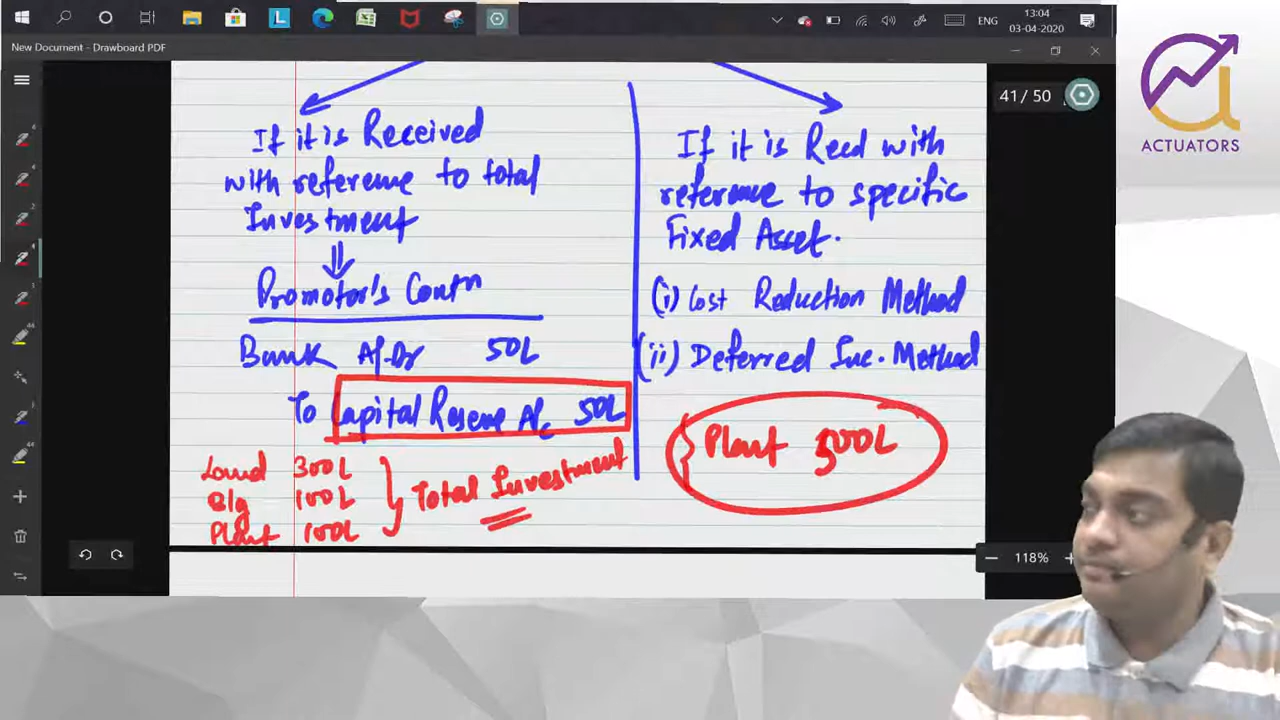 13:04
ENG
03-04-2020
New Document - Drawboard PDF
41 / 50
ACTUATORS
If it is Received
with reference to total
Investment
Promotor's Contn
Bank A/c Dr 50L
To Capital Reserve A/c 50L
Land 300L
Blg 100L
Plant 100L
Total Investment
If it is Recd with
reference to specific
Fixed Asset.
(i) Cost Reduction Method
(ii) Deferred Inc. Method
Plant 500L
118%